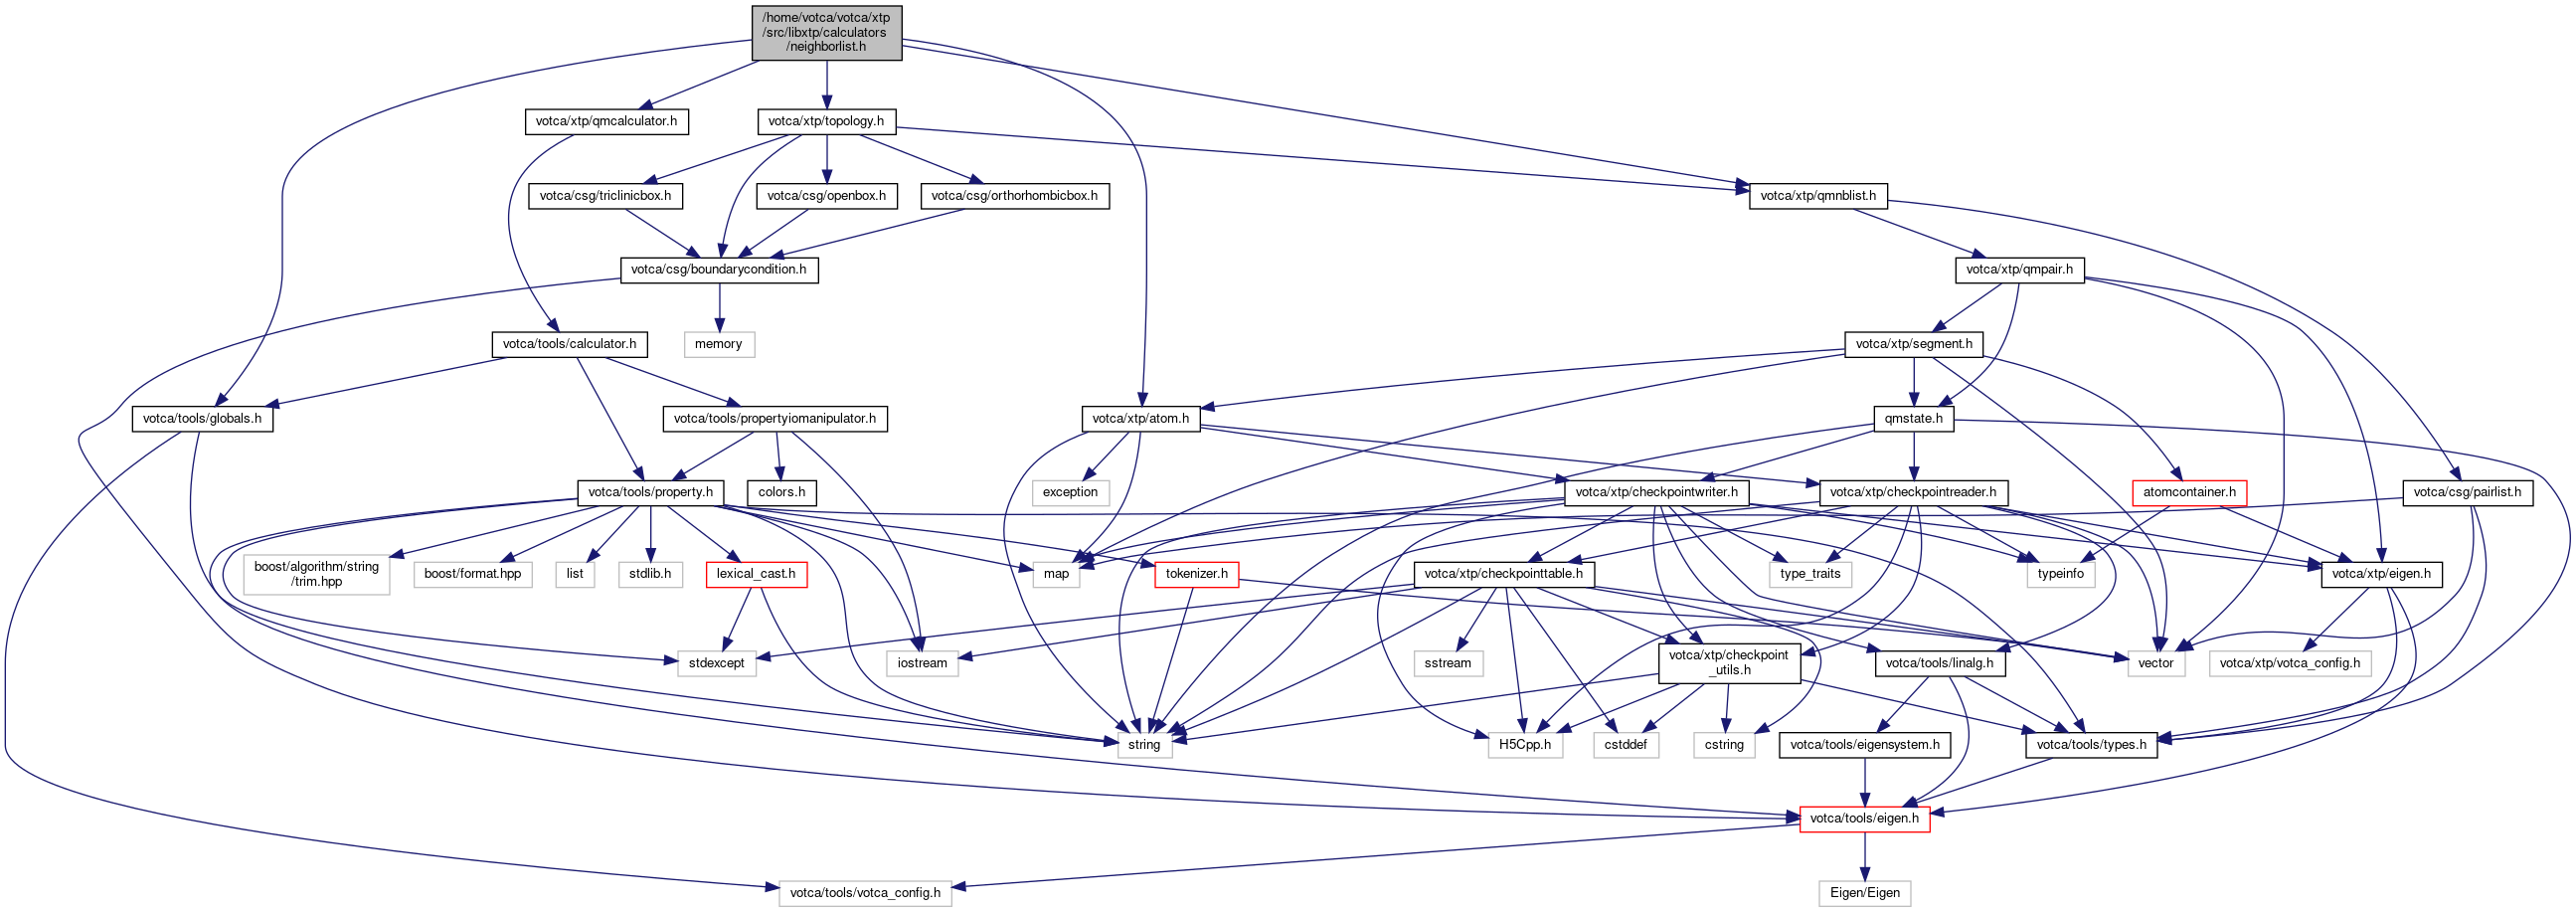 /home/votca/votca/xtp
/src/libxtp/calculators
/neighborlist.h
votca/xtp/qmcalculator.h
votca/xtp/topology.h
votca/csg/triclinicbox.h
votca/csg/openbox.h
votca/csg/orthorhombicbox.h
votca/xtp/qmnblist.h
votca/csg/boundarycondition.h
votca/xtp/qmpair.h
votca/tools/calculator.h
memory
votca/xtp/segment.h
votca/tools/globals.h
votca/tools/propertyiomanipulator.h
votca/xtp/atom.h
qmstate.h
votca/tools/property.h
colors.h
exception
votca/xtp/checkpointwriter.h
votca/xtp/checkpointreader.h
atomcontainer.h
votca/csg/pairlist.h
boost/algorithm/string
/trim.hpp
boost/format.hpp
list
stdlib.h
lexical_cast.h
map
tokenizer.h
votca/xtp/checkpointtable.h
type_traits
typeinfo
votca/xtp/eigen.h
stdexcept
iostream
sstream
votca/xtp/checkpoint
_utils.h
votca/tools/linalg.h
vector
votca/xtp/votca_config.h
string
H5Cpp.h
cstddef
cstring
votca/tools/eigensystem.h
votca/tools/types.h
votca/tools/eigen.h
votca/tools/votca_config.h
Eigen/Eigen